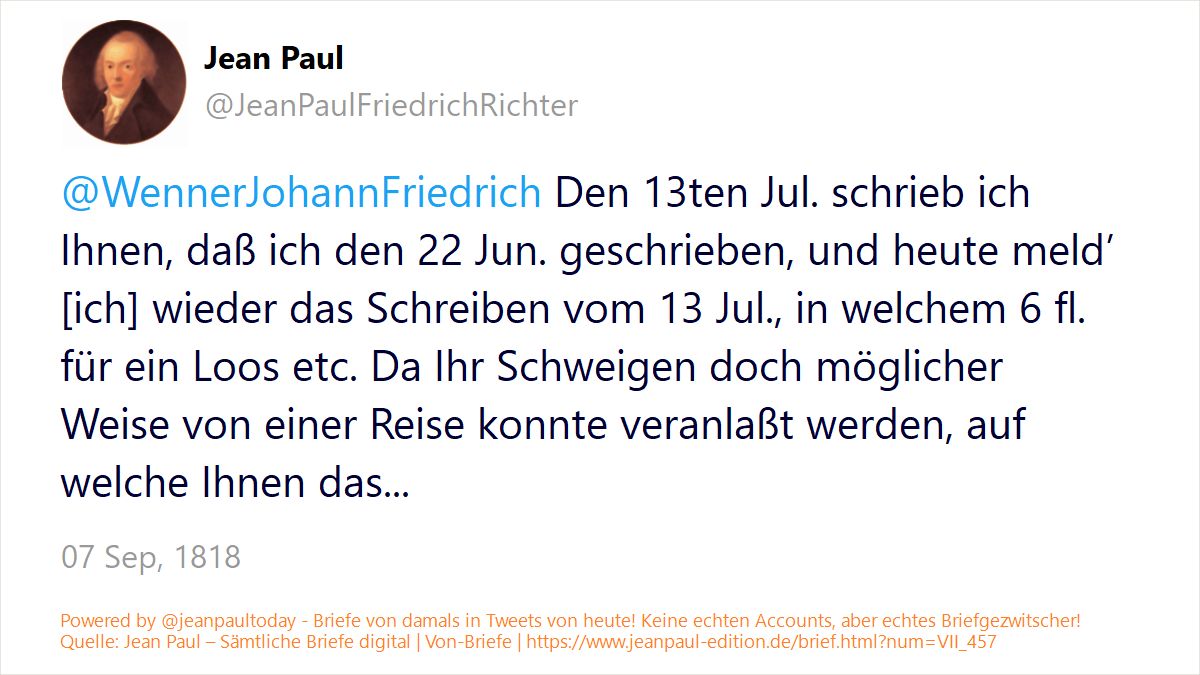 Jean Paul
@JeanPaulFriedrichRichter
@WennerJohannFriedrich Den 13ten Jul. schrieb ich
Ihnen, daß ich den 22 Jun. geschrieben, und heute meld’
[ich] wieder das Schreiben vom 13 Jul., in welchem 6 fl.
für ein Loos etc. Da Ihr Schweigen doch möglicher
Weise von einer Reise konnte veranlaßt werden, auf
welche Ihnen das...
07 Sep, 1818
Powered by @jeanpaultoday - Briefe von damals in Tweets von heute! Keine echten Accounts, aber echtes Briefgezwitscher!
Quelle: Jean Paul – Sämtliche Briefe digital | Von-Briefe | https://www.jeanpaul-edition.de/brief.html?num=VII_457